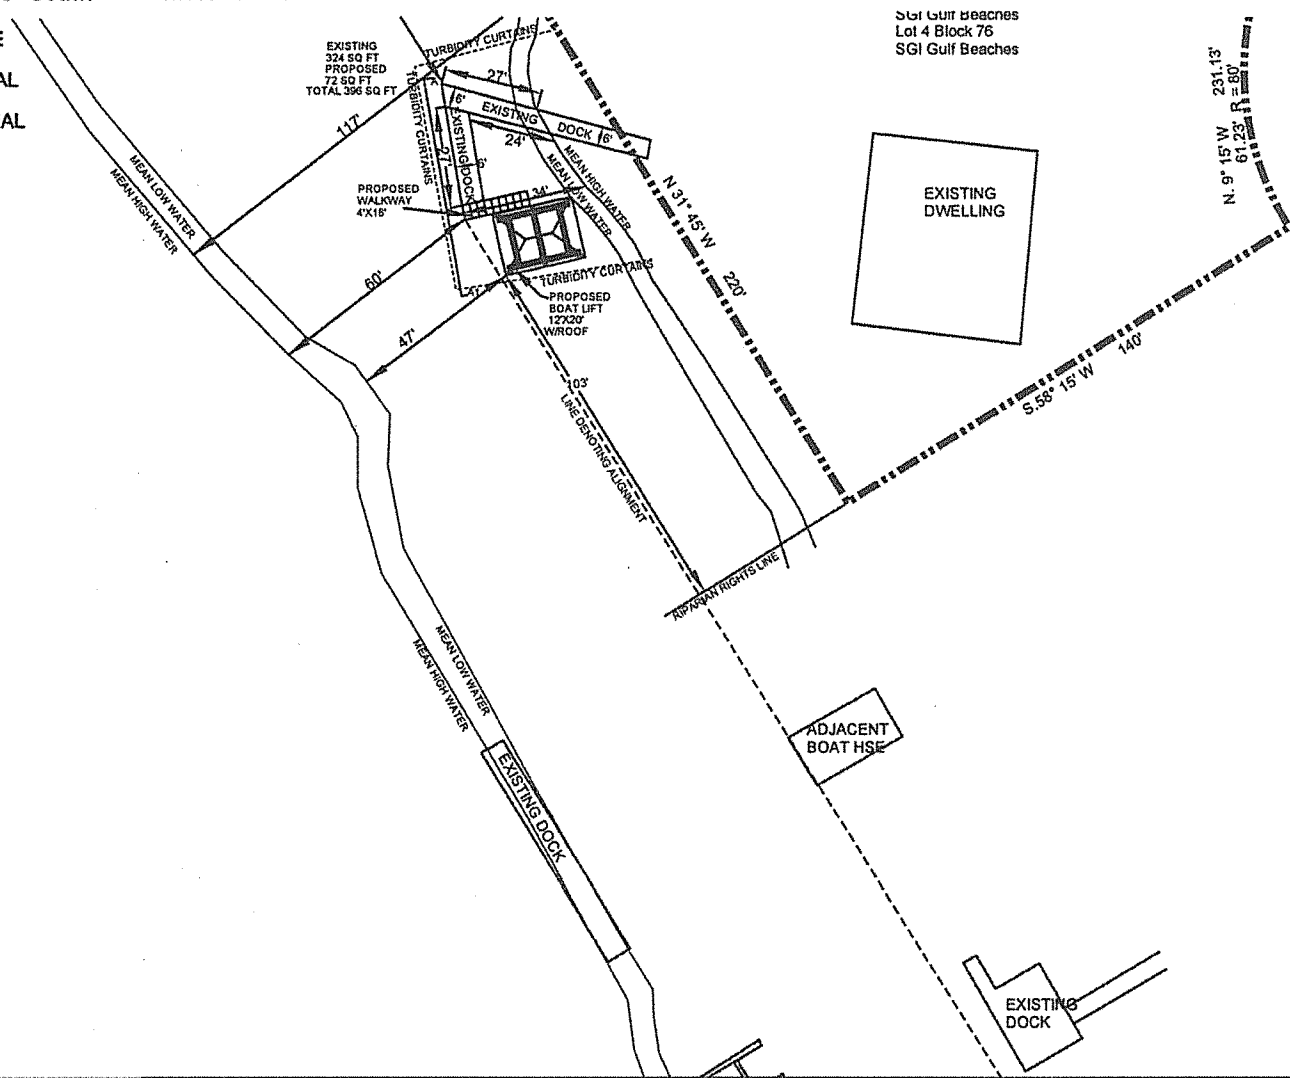 SGI Gulf Beaches
Lot 4 Block 76
SGI Gulf Beaches
E
AL
AL
EXISTING
324 SQ FT
PROPOSED
72 SQ FT
TOTAL 396 SQ FT
TURBIDITY CURTAINS
TURBIDITY CURTAINS
27'
6'
EXISTING DOCK
6'
24'
EXISTING DOCK
27'
6'
117'
MEAN LOW WATER
MEAN HIGH WATER
PROPOSED
WALKWAY
4'X18'
34'
MEAN HIGH WATER
MEAN LOW WATER
N 31° 45' W
220'
EXISTING
DWELLING
N. 9° 15' W 231.13'
61.23' R = 80'
60'
47'
TURBIDITY CURTAINS
PROPOSED
BOAT LIFT
12'X20'
W/ROOF
103'
LINE DENOTING ALIGNMENT
S.58° 15' W
140'
RIPARIAN RIGHTS LINE
MEAN LOW WATER
MEAN HIGH WATER
ADJACENT
BOAT HSE
EXISTING DOCK
EXISTING
DOCK